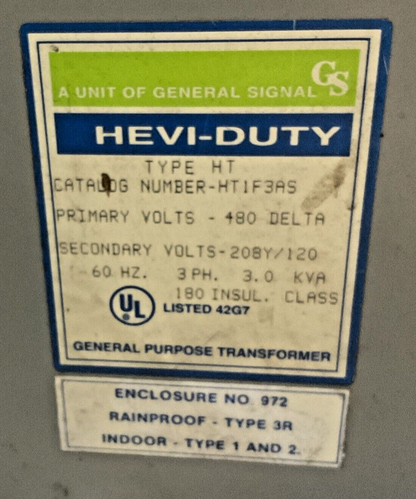 GS
A UNIT OF GENERAL SIGNAL
HEVI-DUTY
TYPE HT
CATALOG NUMBER-HT1F3AS
PRIMARY VOLTS - 480 DELTA
SECONDARY VOLTS-208Y/120
60 HZ. 3 PH. 3.0 KVA
180 INSUL. CLASS
UL LISTED 42G7
GENERAL PURPOSE TRANSFORMER
ENCLOSURE NO. 972
RAINPROOF - TYPE 3R
INDOOR - TYPE 1 AND 2.